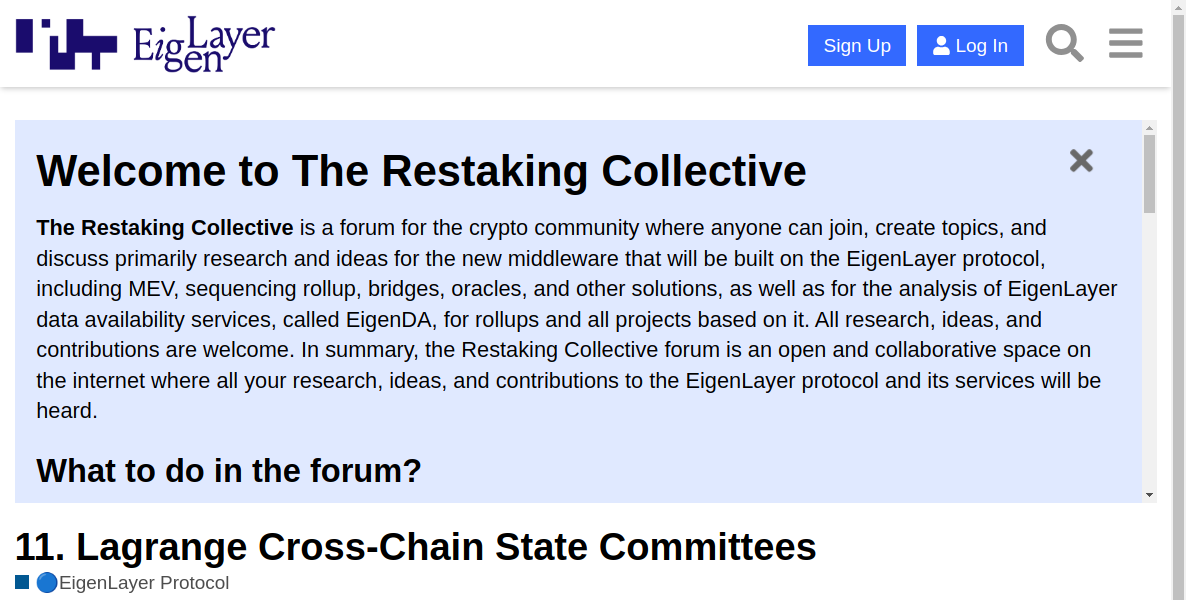 EigenLayer
Sign Up
Log In
Welcome to The Restaking Collective
The Restaking Collective is a forum for the crypto community where anyone can join, create topics, and
discuss primarily research and ideas for the new middleware that will be built on the EigenLayer protocol,
including MEV, sequencing rollup, bridges, oracles, and other solutions, as well as for the analysis of EigenLayer
data availability services, called EigenDA, for rollups and all projects based on it. All research, ideas, and
contributions are welcome. In summary, the Restaking Collective forum is an open and collaborative space on
the internet where all your research, ideas, and contributions to the EigenLayer protocol and its services will be
heard.
What to do in the forum?
11. Lagrange Cross-Chain State Committees
🔵EigenLayer Protocol